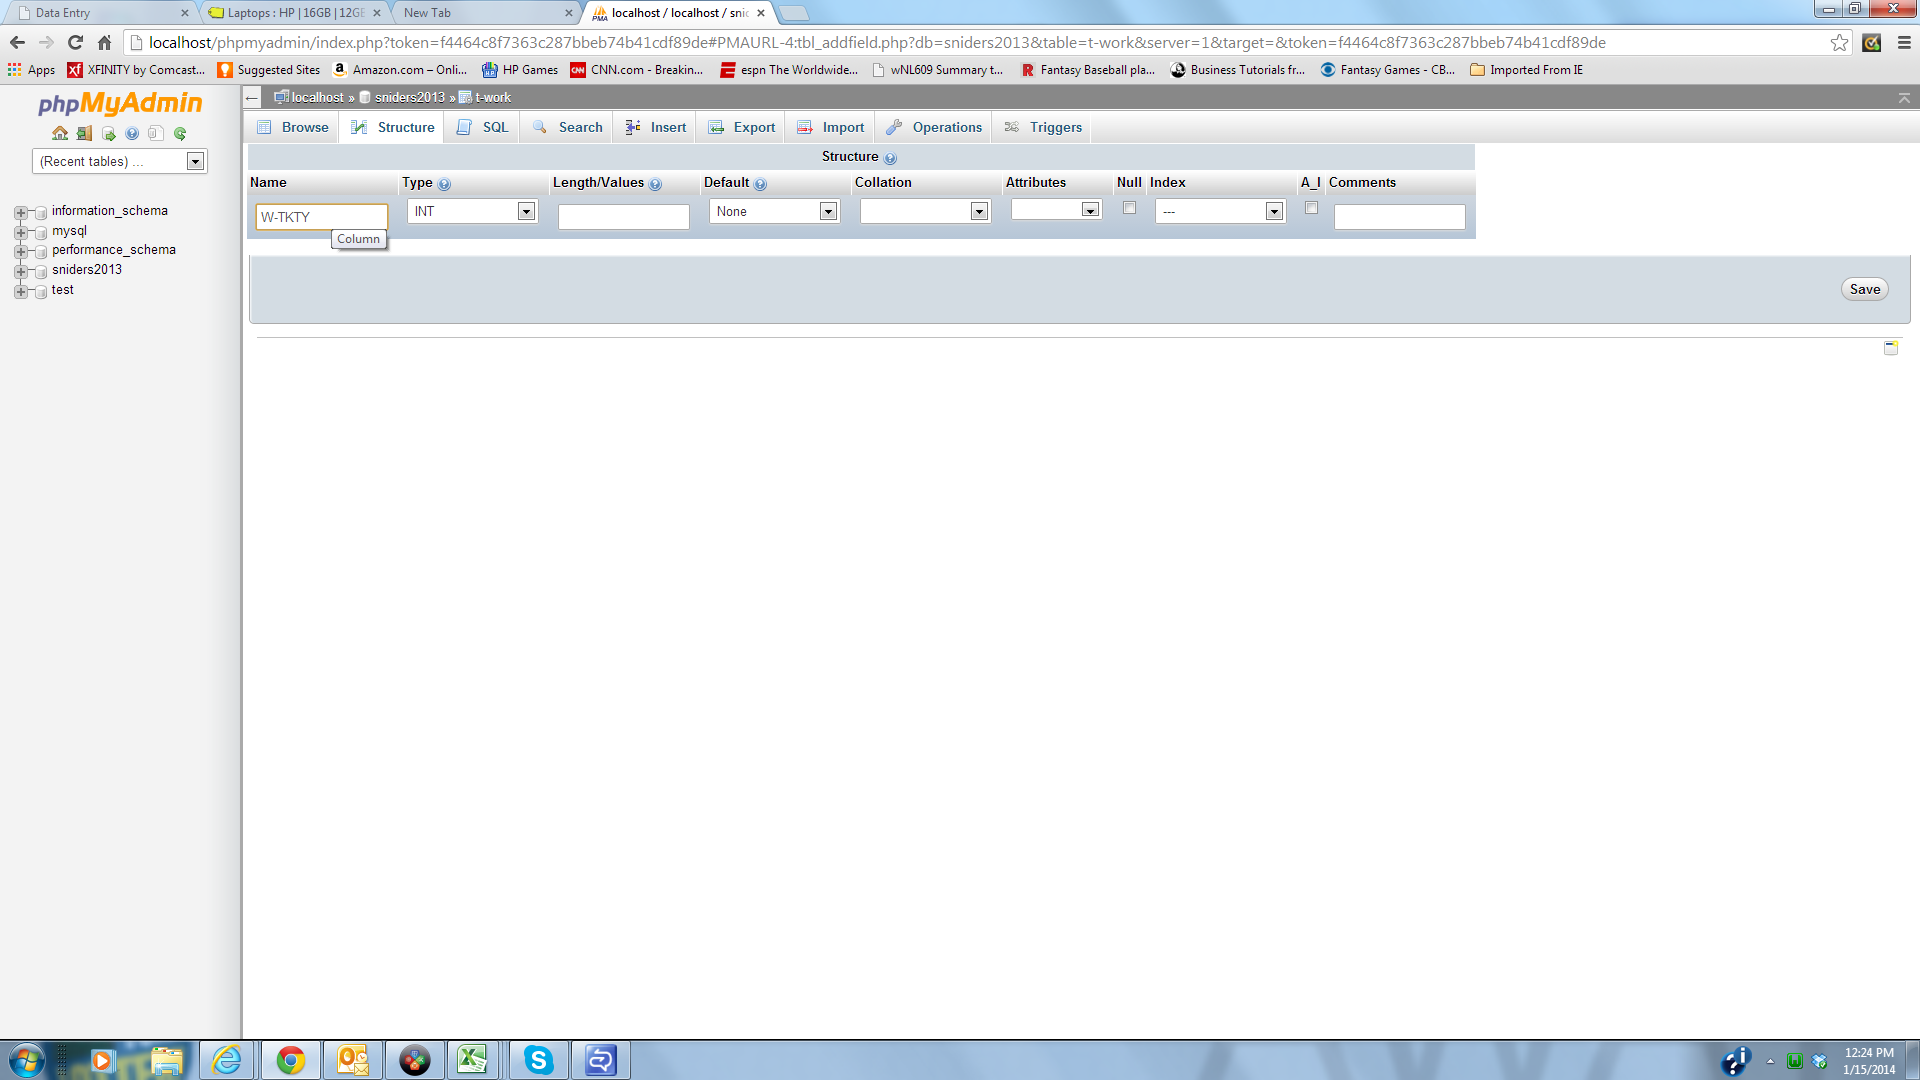 Data Entry
Laptops : HP | 16GB | 12GE
New Tab
localhost / localhost / snid
localhost/phpmyadmin/index.php?token=f4464c8f7363c287bbeb74b41cdf89de#PMAURL-4:tbl_addfield.php?db=sniders2013&table=t-work&server=1&target=&token=f4464c8f7363c287bbeb74b41cdf89de
Apps
XFINITY by Comcast...
Suggested Sites
Amazon.com – Onli...
HP Games
CNN.com - Breakin...
espn The Worldwide...
wNL609 Summary t...
Fantasy Baseball pla...
Business Tutorials fr...
Fantasy Games - CB...
Imported From IE
phpMyAdmin
localhost » sniders2013 » t-work
Browse
Structure
SQL
Search
Insert
Export
Import
Operations
Triggers
(Recent tables) ...
Structure
Name
Type
Length/Values
Default
Collation
Attributes
Null
Index
A_I
Comments
W-TKTY
INT
None
---
Column
information_schema
mysql
performance_schema
sniders2013
test
Save
12:24 PM
1/15/2014